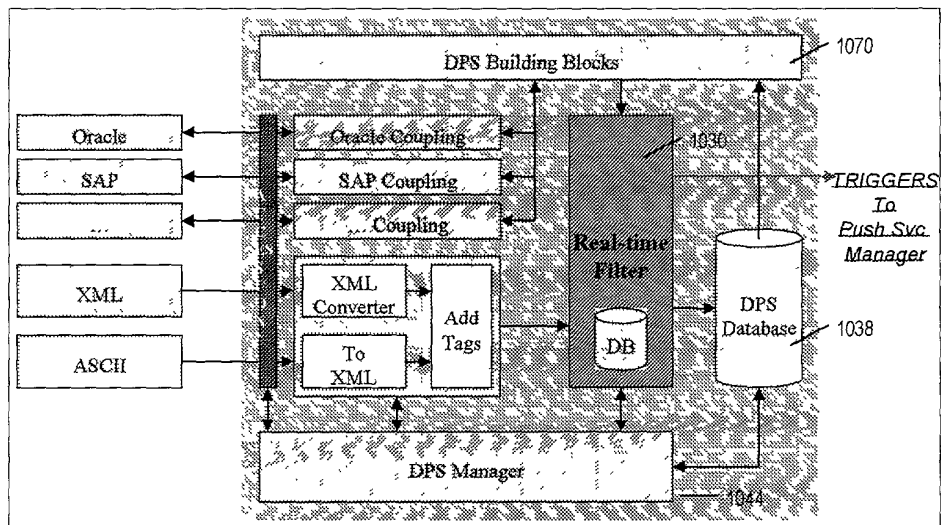 DPS Building Blocks
1070
Oracle
Oracle Coupling
1030
SAP
SAP Coupling
TRIGGERS
To
Push Svc
Manager
...
... Coupling
Real-time
Filter
XML
XML
Converter
Add
Tags
DPS
Database
1038
ASCII
To
XML
DB
DPS Manager
1044